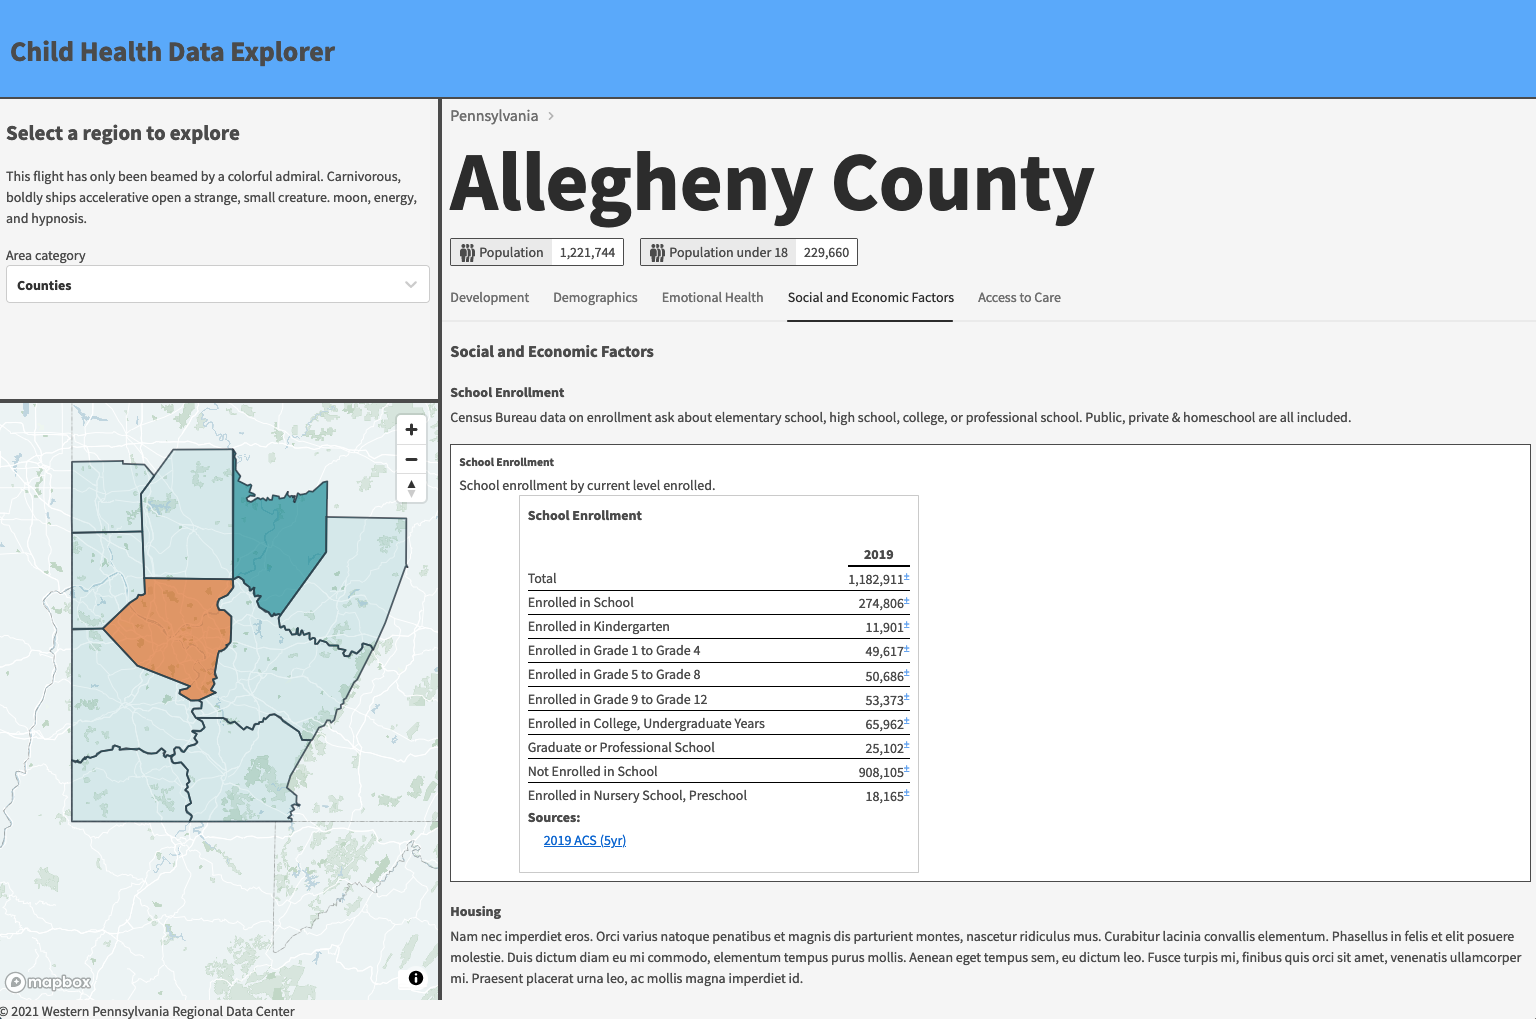 Child Health Data Explorer
Select a region to explore
This flight has only been beamed by a colorful admiral. Carnivorous,
boldly ships accelerative open a strange, small creature. moon, energy,
and hypnosis.
Area category
Counties
mapbox
© 2021 Western Pennsylvania Regional Data Center
Pennsylvania
Allegheny County
Population 1,221,744 Population under 18 229,660
Development Demographics Emotional Health Social and Economic Factors Access to Care
Social and Economic Factors
School Enrollment
Census Bureau data on enrollment ask about elementary school, high school, college, or professional school. Public, private & homeschool are all included.
School Enrollment
School enrollment by current level enrolled.
School Enrollment
2019
Total 1,182,911±
Enrolled in School 274,806±
Enrolled in Kindergarten 11,901±
Enrolled in Grade 1 to Grade 4 49,617±
Enrolled in Grade 5 to Grade 8 50,686±
Enrolled in Grade 9 to Grade 12 53,373±
Enrolled in College, Undergraduate Years 65,962±
Graduate or Professional School 25,102±
Not Enrolled in School 908,105±
Enrolled in Nursery School, Preschool 18,165±
Sources:
2019 ACS (5yr)
Housing
Nam nec imperdiet eros. Orci varius natoque penatibus et magnis dis parturient montes, nascetur ridiculus mus. Curabitur lacinia convallis elementum. Phasellus in felis et elit posuere
molestie. Duis dictum diam eu mi commodo, elementum tempus purus mollis. Aenean eget tempus sem, eu dictum leo. Fusce turpis mi, finibus quis orci sit amet, venenatis ullamcorper
mi. Praesent placerat urna leo, ac mollis magna imperdiet id.